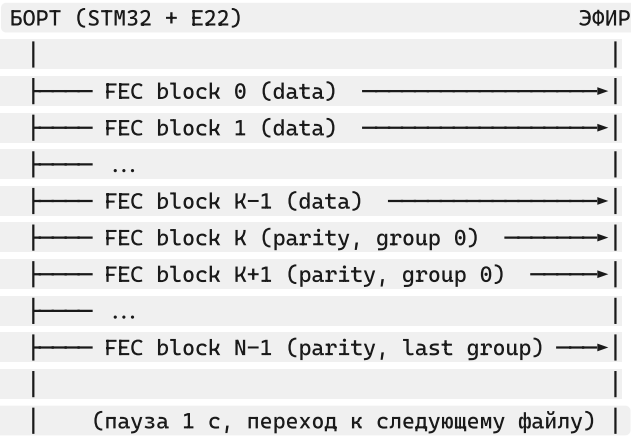 БОРТ (STM32 + E22) ЭФИР
FEC block 0 (data)
FEC block 1 (data)
...
FEC block K-1 (data)
FEC block K (parity, group 0)
FEC block K+1 (parity, group 0)
...
FEC block N-1 (parity, last group)
(пауза 1 с, переход к следующему файлу)